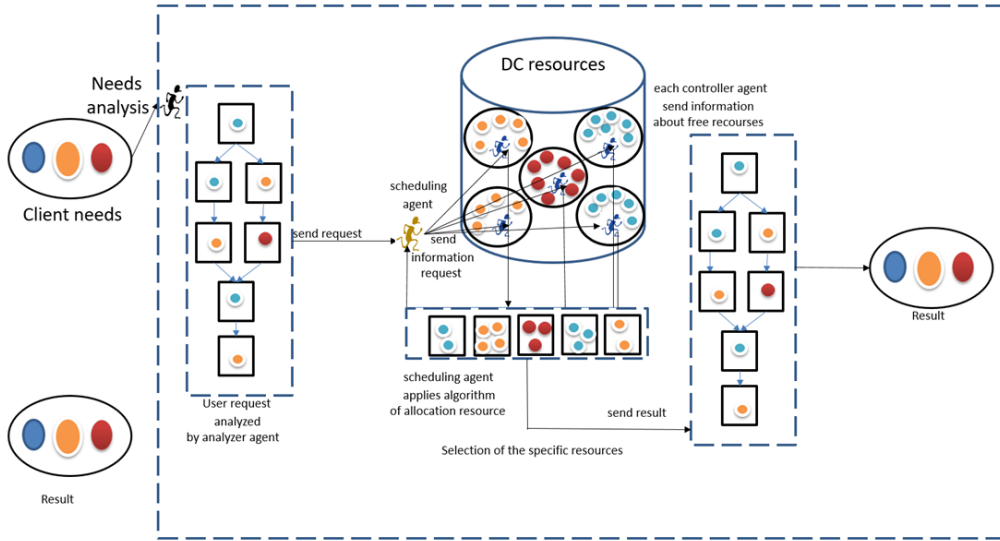 Needs
analysis
Client needs
User request
analyzed
by analyzer agent
Result
send request
scheduling
agent
send
information
request
DC resources
each controller agent
send information
about free recourses
scheduling agent
applies algorithm
of allocation resource
send result
Selection of the specific resources
Result